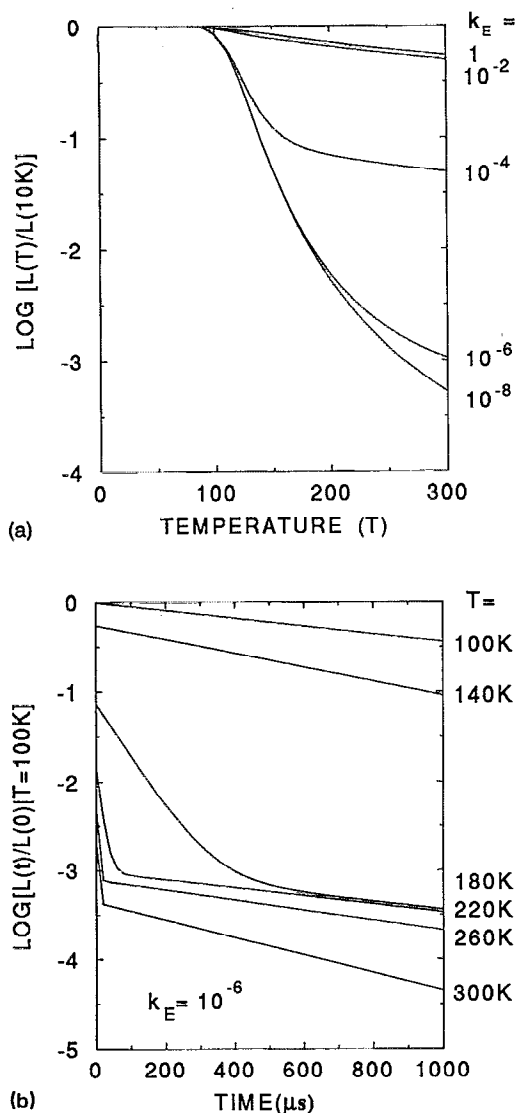 k_E =
0
1
10^-2
-1
10^-4
-2
-3
10^-6
10^-8
-4
0 100 200 300
LOG [L(T)/L(10K)]
TEMPERATURE (T)
(a)
T=
0
100K
140K
-1
-2
-3
180K
220K
260K
-4
300K
k_E = 10^-6
-5
0 200 400 600 800 1000
LOG[L(t)/L(0)[T=100K]
TIME(μs)
(b)